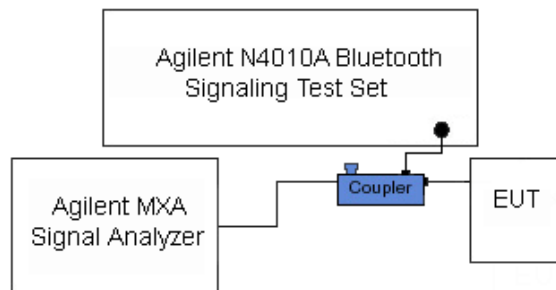 Agilent N4010A Bluetooth
Signaling Test Set
Coupler
Agilent MXA
Signal Analyzer
EUT